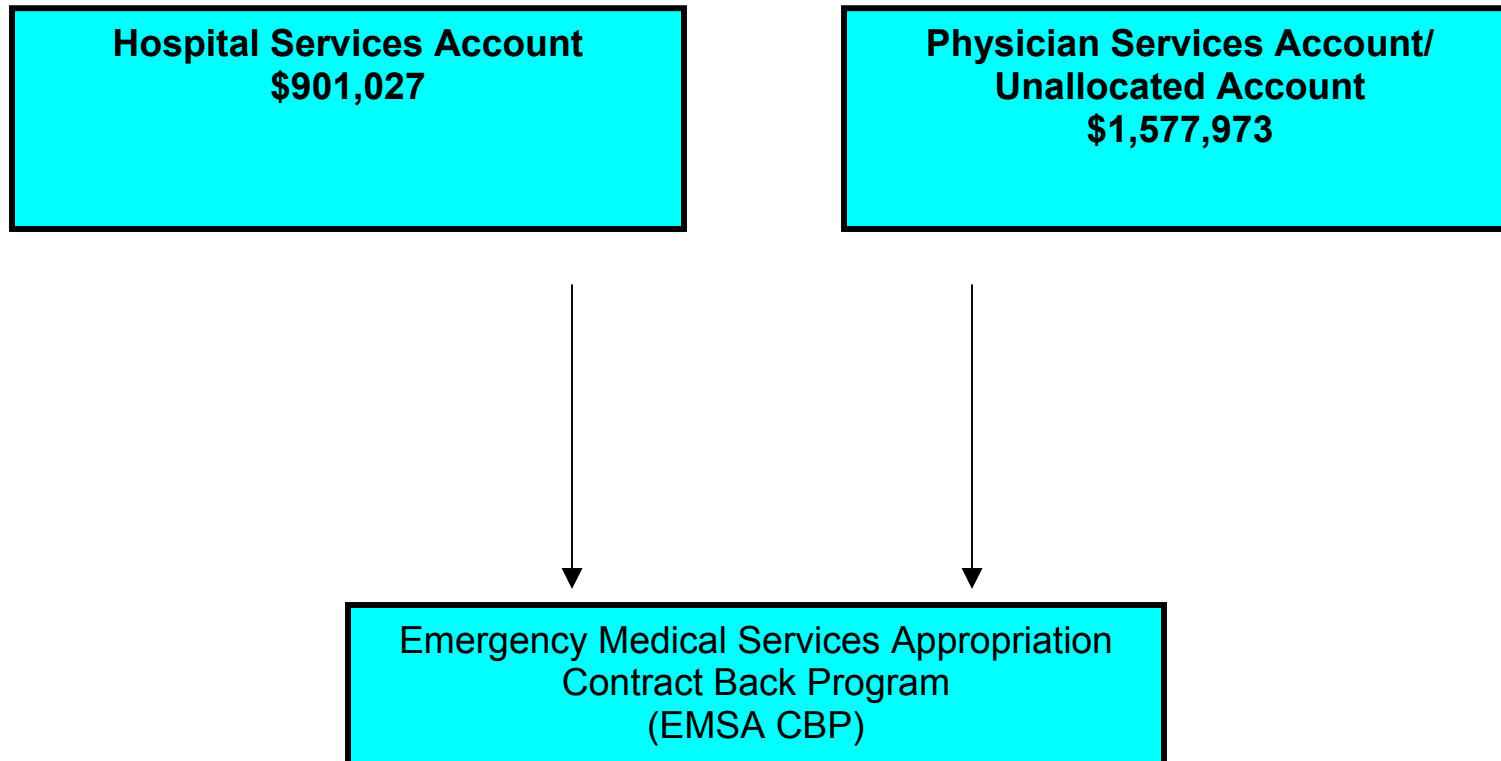 Hospital Services Account
$901,027
Physician Services Account/
Unallocated Account
$1,577,973
Emergency Medical Services Appropriation
Contract Back Program
(EMSA CBP)